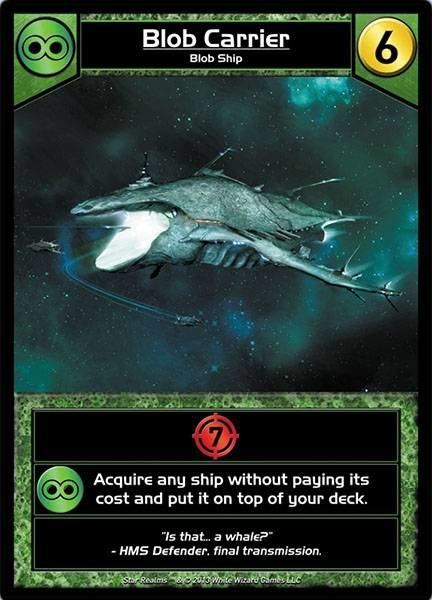 Blob Carrier
Blob Ship
6
7
Acquire any ship without paying its
cost and put it on top of your deck.
"Is that... a whale?"
- HMS Defender, final transmission.
Star Realms & © 2013 White Wizard Games LLC